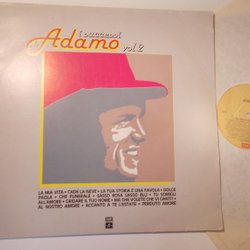 i successi
di Adamo vol.2
LA MIA VITA • CADE LA NEVE • LA TUA STORIA È UNA FAVOLA • DOLCE
PAOLA • CHE FUNERALE • SASSO ROSA SASSO BLU • TU SOMIGLI
ALL'AMORE • GRIDARE IL TUO NOME • MA CHE VOLETE CHE VI CANTI? •
AL NOSTRO AMORE • ACCANTO A TE L'ESTATE • PERDUTO AMORE